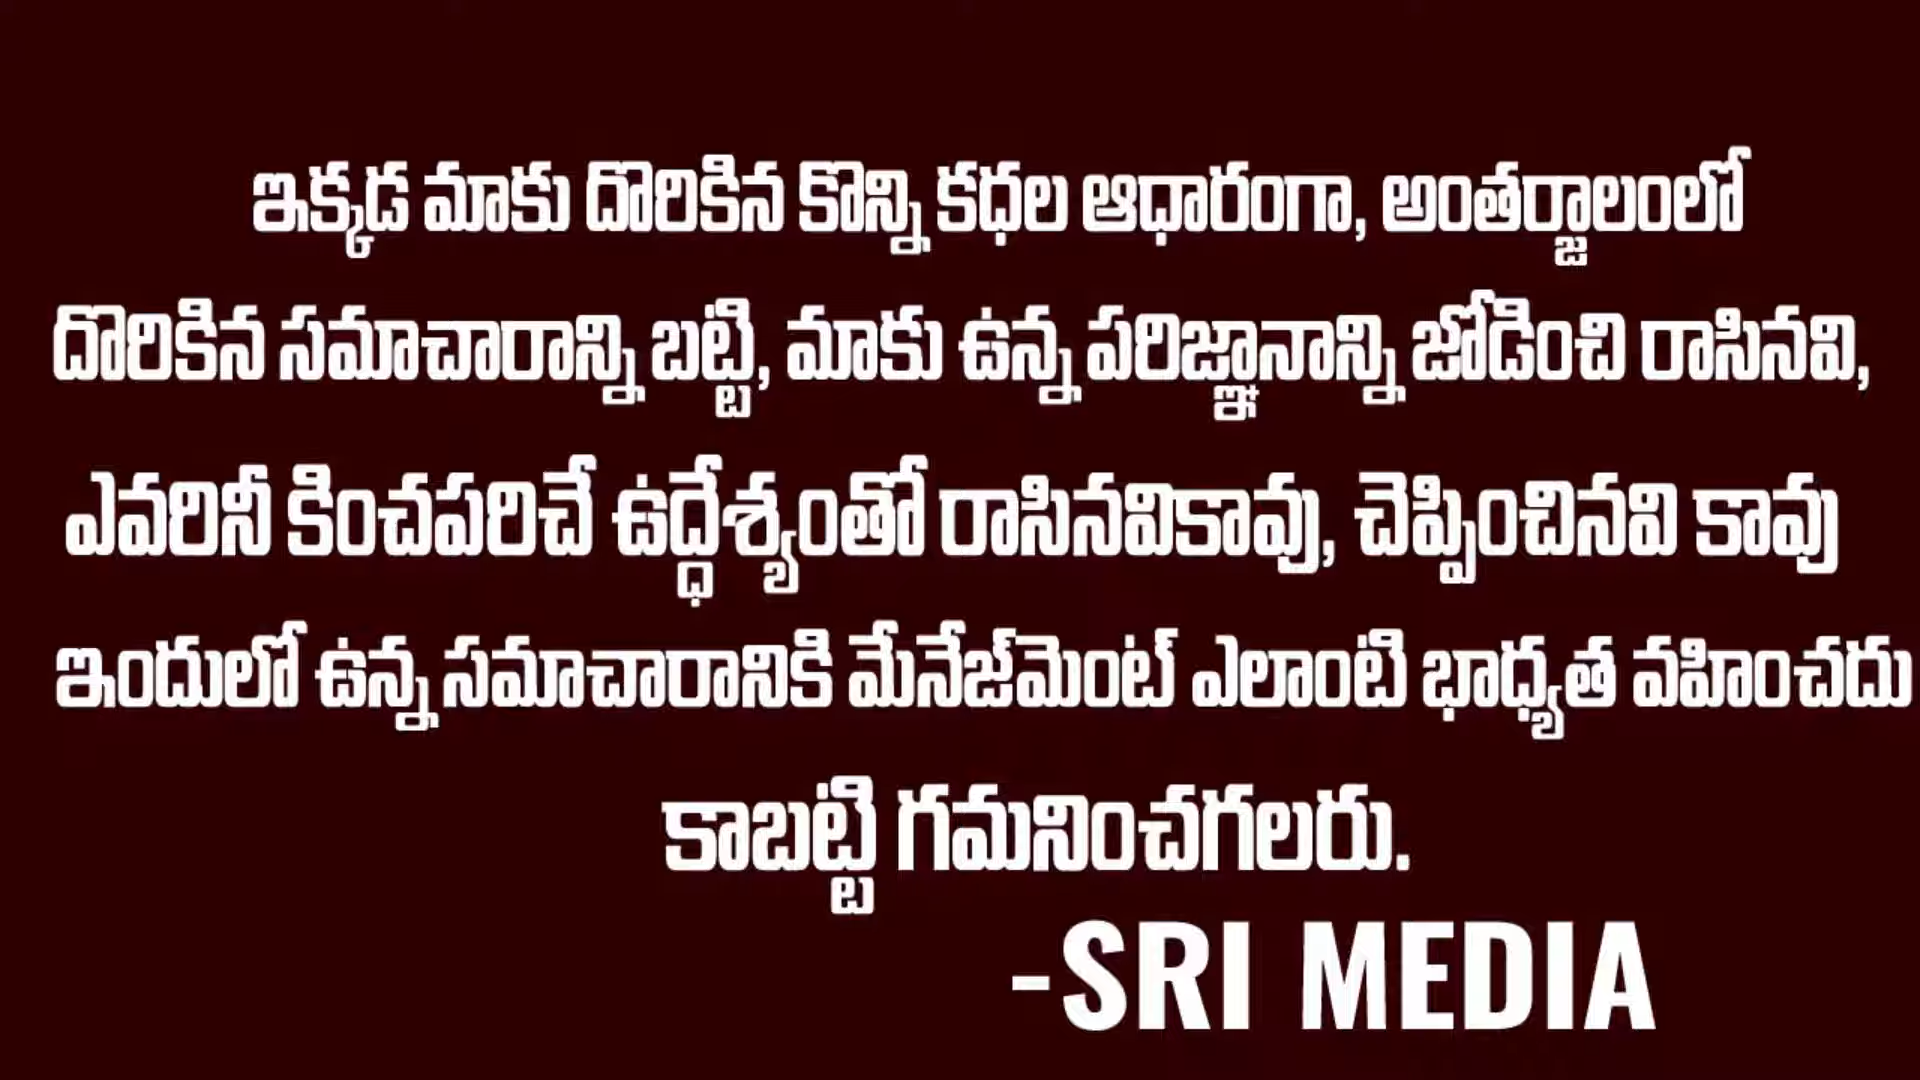 ఇక్కడ మాకు దొరికిన కొన్ని కధల ఆధారంగా, అంతర్జాలంలో
దొరికిన సమాచారాన్ని బట్టి, మాకు ఉన్న పరిజ్ఞానాన్ని జోడించి రాసినవి,
ఎవరినీ కించపరిచే ఉద్ధేశ్యంతో రాసినవికావు, చెప్పించినవి కావు
ఇందులో ఉన్న సమాచారానికి మేనేజ్‌మెంట్ ఎలాంటి భాధ్యత వహించదు
కాబట్టి గమనించగలరు.
-SRI MEDIA